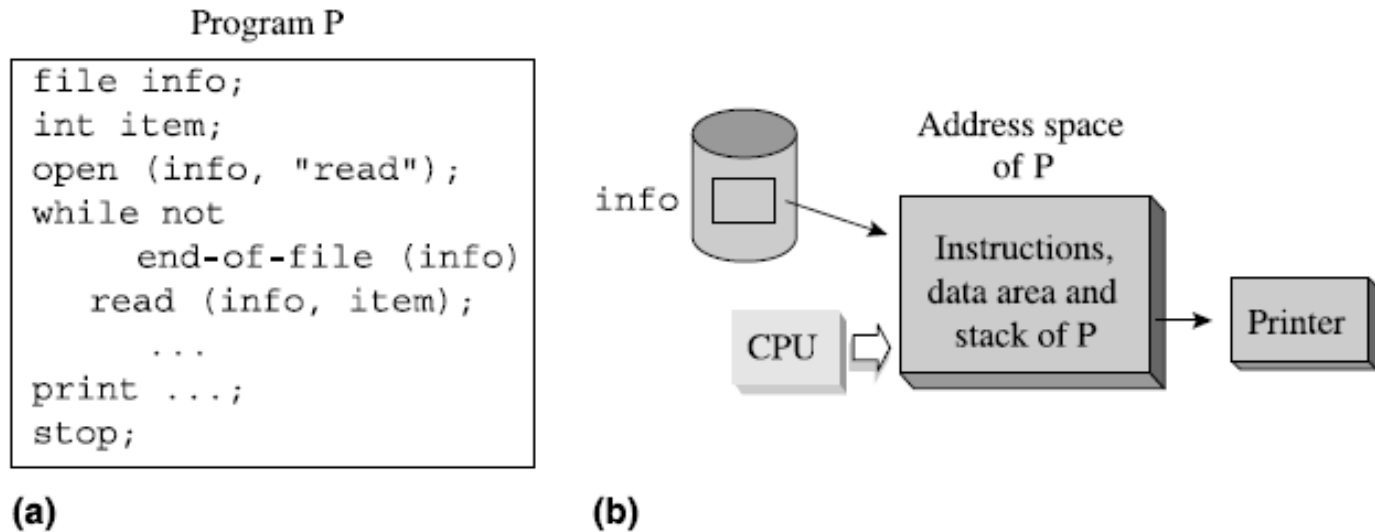 Program P
file info;
int item;
open (info, "read");
while not
end-of-file (info)
read (info, item);
...
print ...;
stop;
(a)
info
Address space
of P
Instructions,
data area and
stack of P
CPU
Printer
(b)